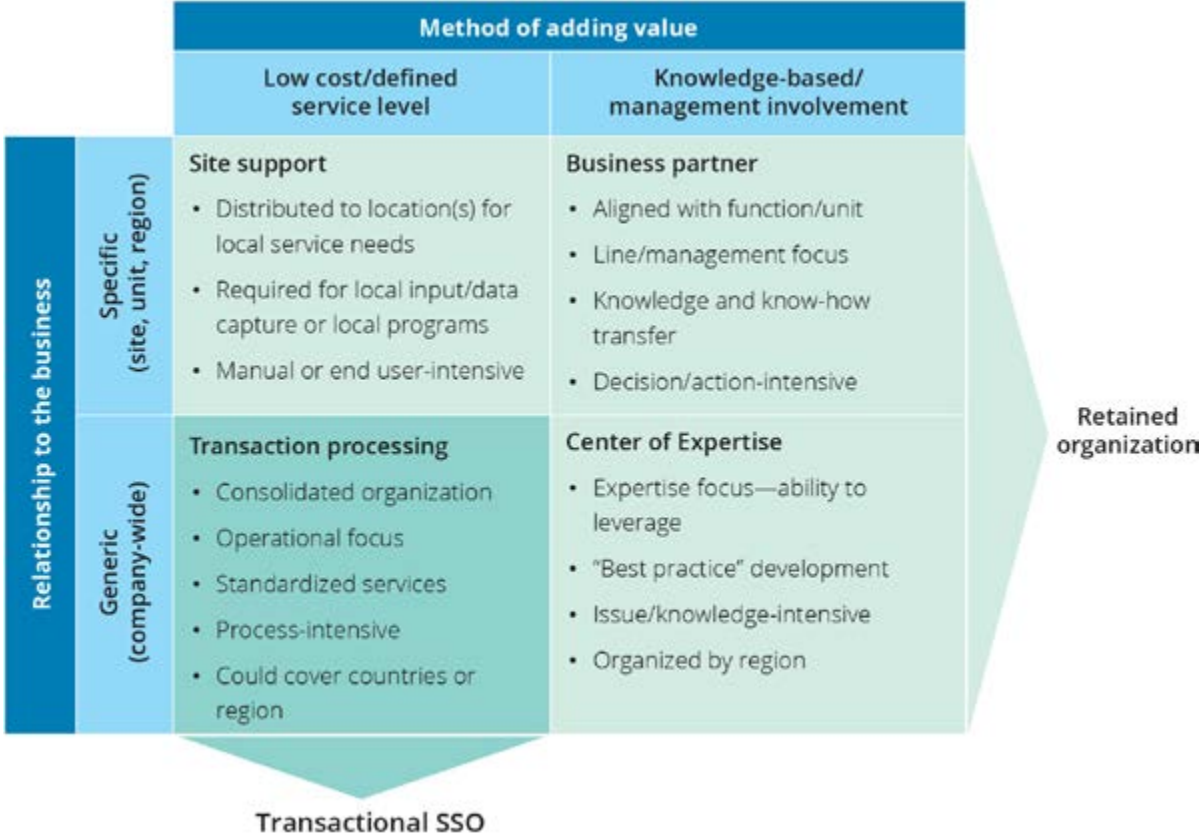 Method of adding value
Low cost/defined
service level
Knowledge-based/
management involvement
Relationship to the business
Specific
(site, unit, region)
Site support
• Distributed to location(s) for
local service needs
• Required for local input/data
capture or local programs
• Manual or end user-intensive
Business partner
• Aligned with function/unit
• Line/management focus
• Knowledge and know-how
transfer
• Decision/action-intensive
Generic
(company-wide)
Transaction processing
• Consolidated organization
• Operational focus
• Standardized services
• Process-intensive
• Could cover countries or
region
Center of Expertise
• Expertise focus—ability to
leverage
• “Best practice” development
• Issue/knowledge-intensive
• Organized by region
Retained
organization
Transactional SSO